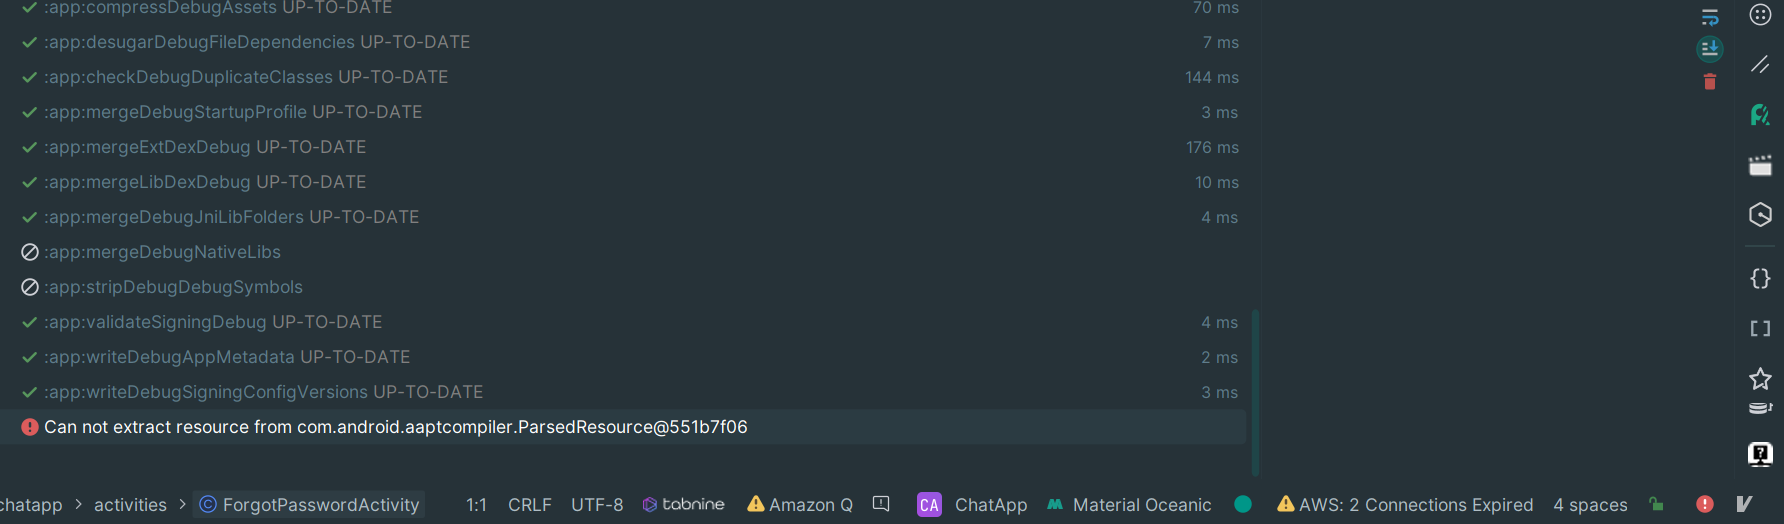 :app:compressDebugAssets UP-TO-DATE 70 ms
:app:desugarDebugFileDependencies UP-TO-DATE 7 ms
:app:checkDebugDuplicateClasses UP-TO-DATE 144 ms
:app:mergeDebugStartupProfile UP-TO-DATE 3 ms
:app:mergeExtDexDebug UP-TO-DATE 176 ms
:app:mergeLibDexDebug UP-TO-DATE 10 ms
:app:mergeDebugJniLibFolders UP-TO-DATE 4 ms
:app:mergeDebugNativeLibs
:app:stripDebugDebugSymbols
:app:validateSigningDebug UP-TO-DATE 4 ms
:app:writeDebugAppMetadata UP-TO-DATE 2 ms
:app:writeDebugSigningConfigVersions UP-TO-DATE 3 ms
Can not extract resource from com.android.aaptcompiler.ParsedResource@551b7f06
chatapp > activities > © ForgotPasswordActivity 1:1 CRLF UTF-8 tabnine Amazon Q CA ChatApp Material Oceanic AWS: 2 Connections Expired 4 spaces